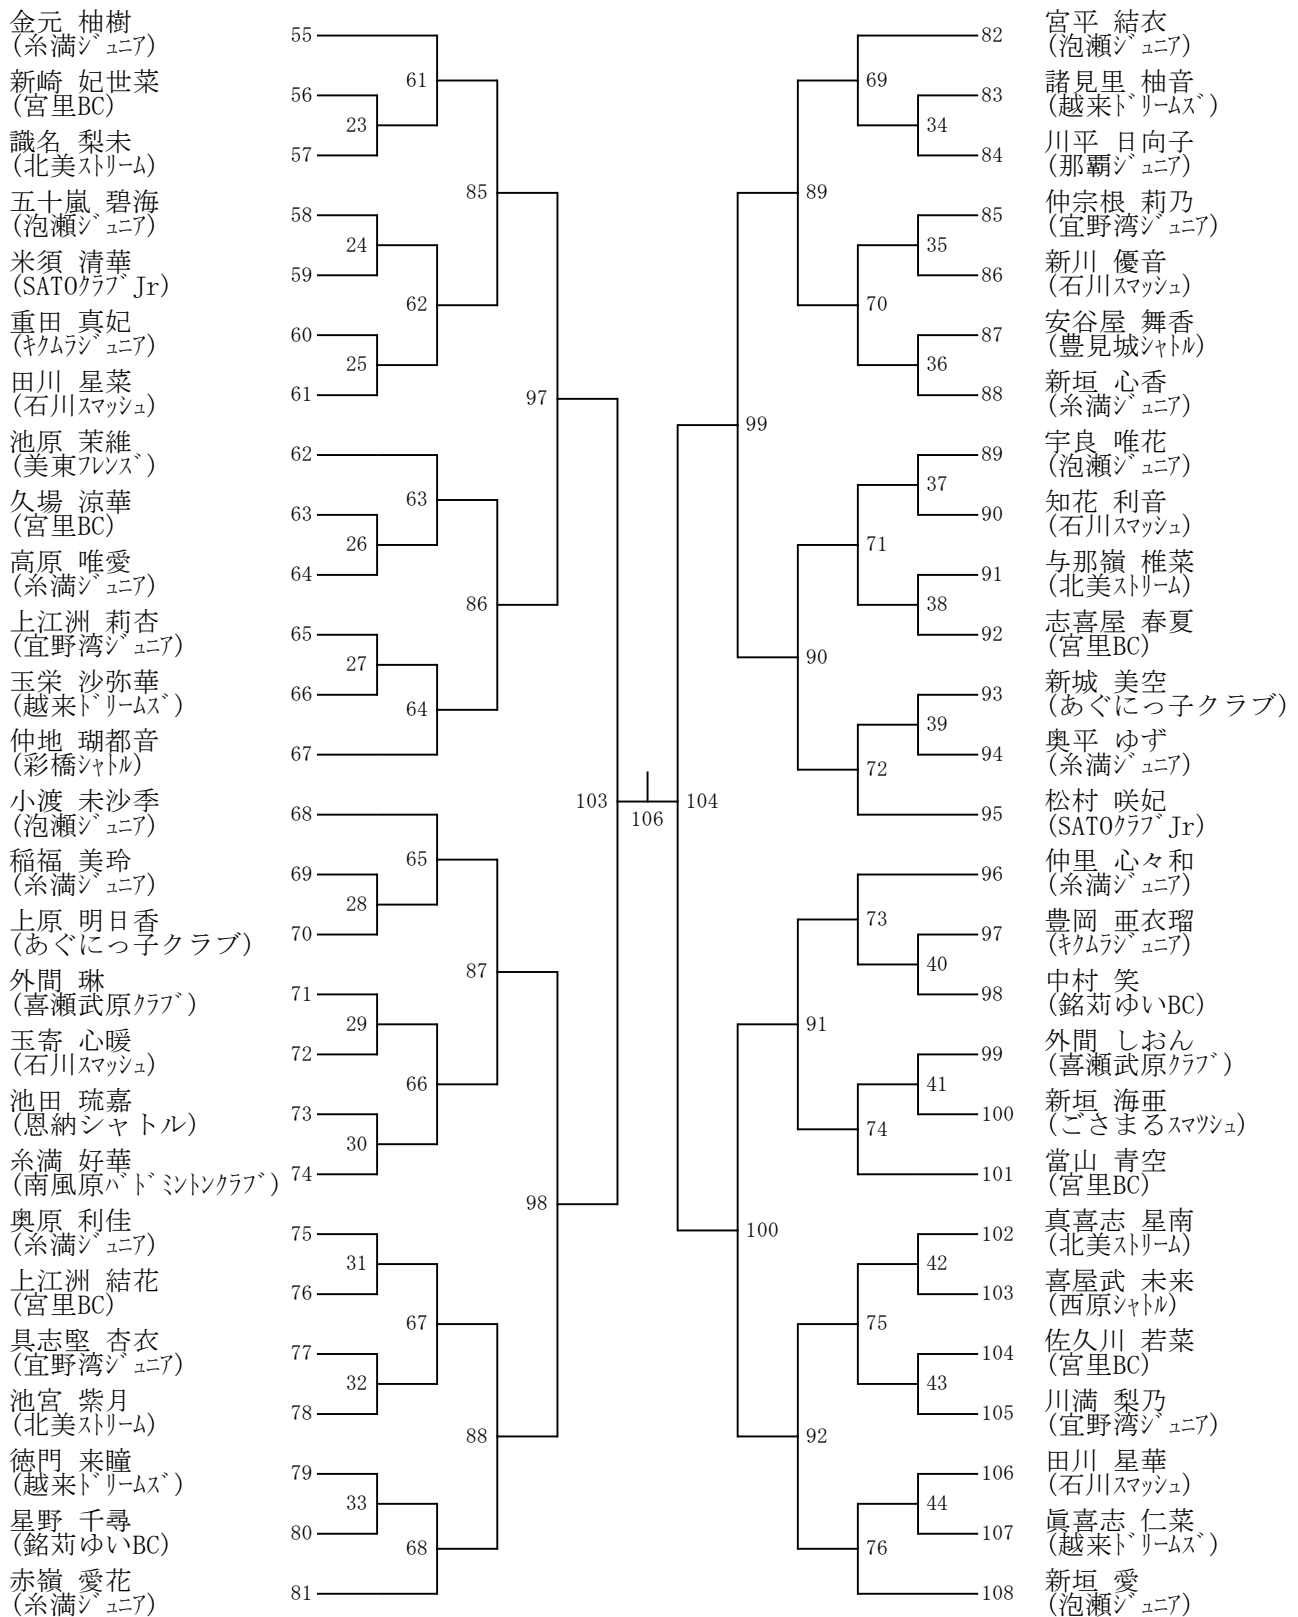 金元 柚樹
(糸満ｼﾞｭﾆｱ)
55
新崎 妃世菜
(宮里BC)
56
識名 梨未
(北美ｽﾄﾘｰﾑ)
57
五十嵐 碧海
(泡瀬ｼﾞｭﾆｱ)
58
米須 清華
(SATOｸﾗﾌﾞJr)
59
重田 真妃
(ｷｸﾑﾗｼﾞｭﾆｱ)
60
田川 星菜
(石川ｽﾏｯｼｭ)
61
池原 茉維
(美東ﾌﾚﾝｽﾞ)
62
久場 涼華
(宮里BC)
63
高原 唯愛
(糸満ｼﾞｭﾆｱ)
64
上江洲 莉杏
(宜野湾ｼﾞｭﾆｱ)
65
玉栄 沙弥華
(越来ﾄﾞﾘｰﾑｽﾞ)
66
仲地 瑚都音
(彩橋ｼｬﾄﾙ)
67
小渡 未沙季
(泡瀬ｼﾞｭﾆｱ)
68
稲福 美玲
(糸満ｼﾞｭﾆｱ)
69
上原 明日香
(あぐにっ子クラブ)
70
外間 琳
(喜瀬武原ｸﾗﾌﾞ)
71
玉寄 心暖
(石川ｽﾏｯｼｭ)
72
池田 琉嘉
(恩納シャトル)
73
糸満 好華
(南風原ﾊﾞﾄﾞﾐﾝﾄﾝｸﾗﾌﾞ)
74
奥原 利佳
(糸満ｼﾞｭﾆｱ)
75
上江洲 結花
(宮里BC)
76
具志堅 杏衣
(宜野湾ｼﾞｭﾆｱ)
77
池宮 紫月
(北美ｽﾄﾘｰﾑ)
78
徳門 来瞳
(越来ﾄﾞﾘｰﾑｽﾞ)
79
星野 千尋
(銘苅ゆいBC)
80
赤嶺 愛花
(糸満ｼﾞｭﾆｱ)
81
23
24
25
26
27
28
29
30
31
32
33
61
62
63
64
65
66
67
68
85
86
87
88
97
98
103
106
104
99
100
89
90
91
92
69
70
71
72
73
74
75
76
34
35
36
37
38
39
40
41
42
43
44
82
宮平 結衣
(泡瀬ｼﾞｭﾆｱ)
83
諸見里 柚音
(越来ﾄﾞﾘｰﾑｽﾞ)
84
川平 日向子
(那覇ｼﾞｭﾆｱ)
85
仲宗根 莉乃
(宜野湾ｼﾞｭﾆｱ)
86
新川 優音
(石川ｽﾏｯｼｭ)
87
安谷屋 舞香
(豊見城ｼｬﾄﾙ)
88
新垣 心香
(糸満ｼﾞｭﾆｱ)
89
宇良 唯花
(泡瀬ｼﾞｭﾆｱ)
90
知花 利音
(石川ｽﾏｯｼｭ)
91
与那嶺 椎菜
(北美ｽﾄﾘｰﾑ)
92
志喜屋 春夏
(宮里BC)
93
新城 美空
(あぐにっ子クラブ)
94
奥平 ゆず
(糸満ｼﾞｭﾆｱ)
95
松村 咲妃
(SATOｸﾗﾌﾞJr)
96
仲里 心々和
(糸満ｼﾞｭﾆｱ)
97
豊岡 亜衣瑠
(ｷｸﾑﾗｼﾞｭﾆｱ)
98
中村 笑
(銘苅ゆいBC)
99
外間 しおん
(喜瀬武原ｸﾗﾌﾞ)
100
新垣 海亜
(ごさまるｽﾏﾂｼｭ)
101
當山 青空
(宮里BC)
102
真喜志 星南
(北美ｽﾄﾘｰﾑ)
103
喜屋武 未来
(西原ｼｬﾄﾙ)
104
佐久川 若菜
(宮里BC)
105
川満 梨乃
(宜野湾ｼﾞｭﾆｱ)
106
田川 星華
(石川ｽﾏｯｼｭ)
107
眞喜志 仁菜
(越来ﾄﾞﾘｰﾑｽﾞ)
108
新垣 愛
(泡瀬ｼﾞｭﾆｱ)